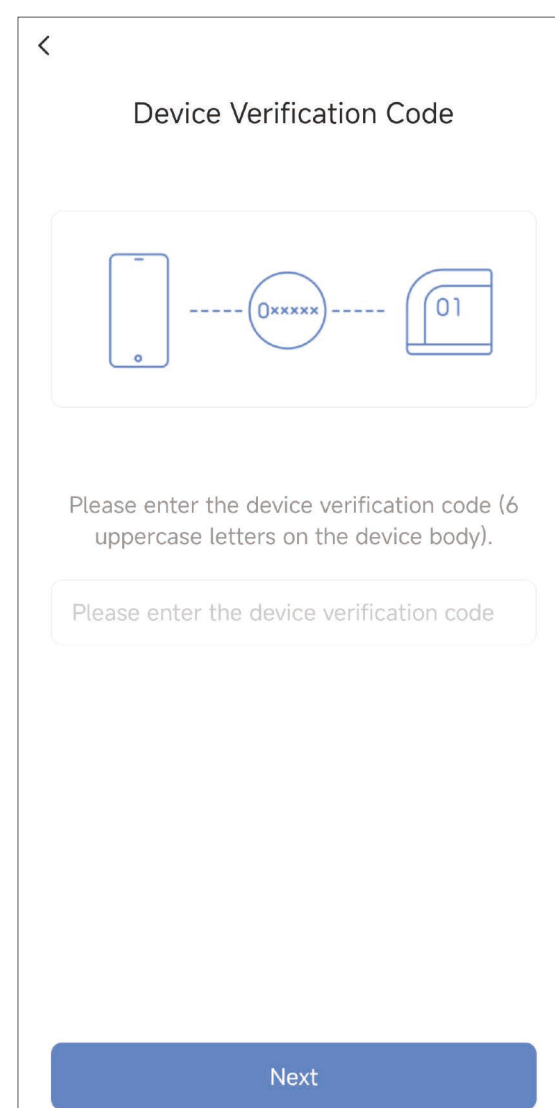 Device Verification Code
0xxxxx
01
Please enter the device verification code (6
uppercase letters on the device body).
Please enter the device verification code
Next